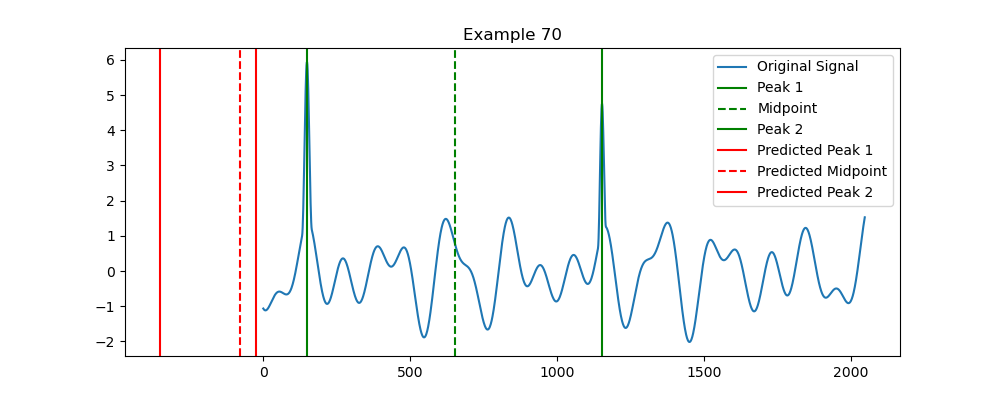 Example 70
Original Signal
Peak 1
Midpoint
Peak 2
Predicted Peak 1
Predicted Midpoint
Predicted Peak 2
6
5
4
3
2
1
0
−1
−2
0 500 1000 1500 2000